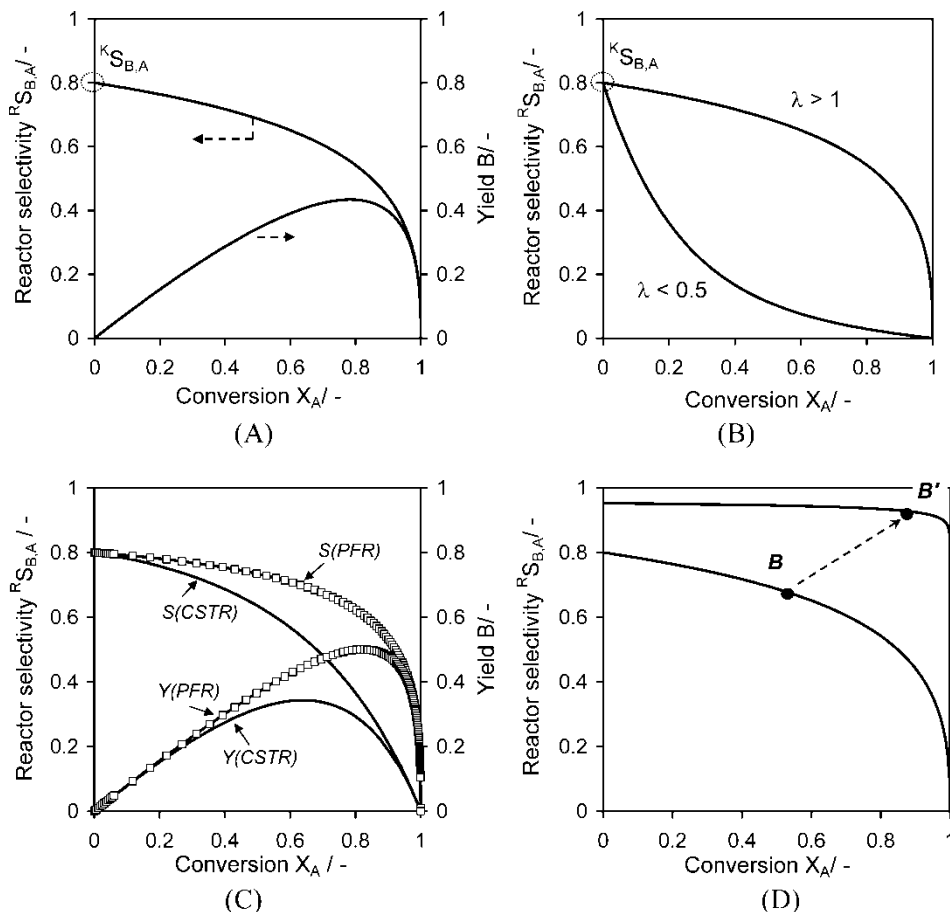 1
0.8
0.6
0.4
0.2
0
Reactor selectivity ᴿS_B,A / -
ᴷS_B,A
1
0.8
0.6
0.4
0.2
0
Yield B/ -
0 0.2 0.4 0.6 0.8 1
Conversion X_A/ -
(A)
1
0.8
0.6
0.4
0.2
0
Reactor selectivity ᴿS_B,A/ -
ᴷS_B,A
λ > 1
λ < 0.5
0 0.2 0.4 0.6 0.8 1
Conversion X_A/ -
(B)
1
0.8
0.6
0.4
0.2
0
Reactor selectivity ᴿS_B,A/ -
S(PFR)
S(CSTR)
Y(PFR)
Y(CSTR)
1
0.8
0.6
0.4
0.2
0
Yield B/ -
0 0.2 0.4 0.6 0.8 1
Conversion X_A / -
(C)
1
0.8
0.6
0.4
0.2
0
Reactor selectivity ᴿS_B,A/ -
B'
B
0 0.2 0.4 0.6 0.8 1
Conversion X_A/ -
(D)